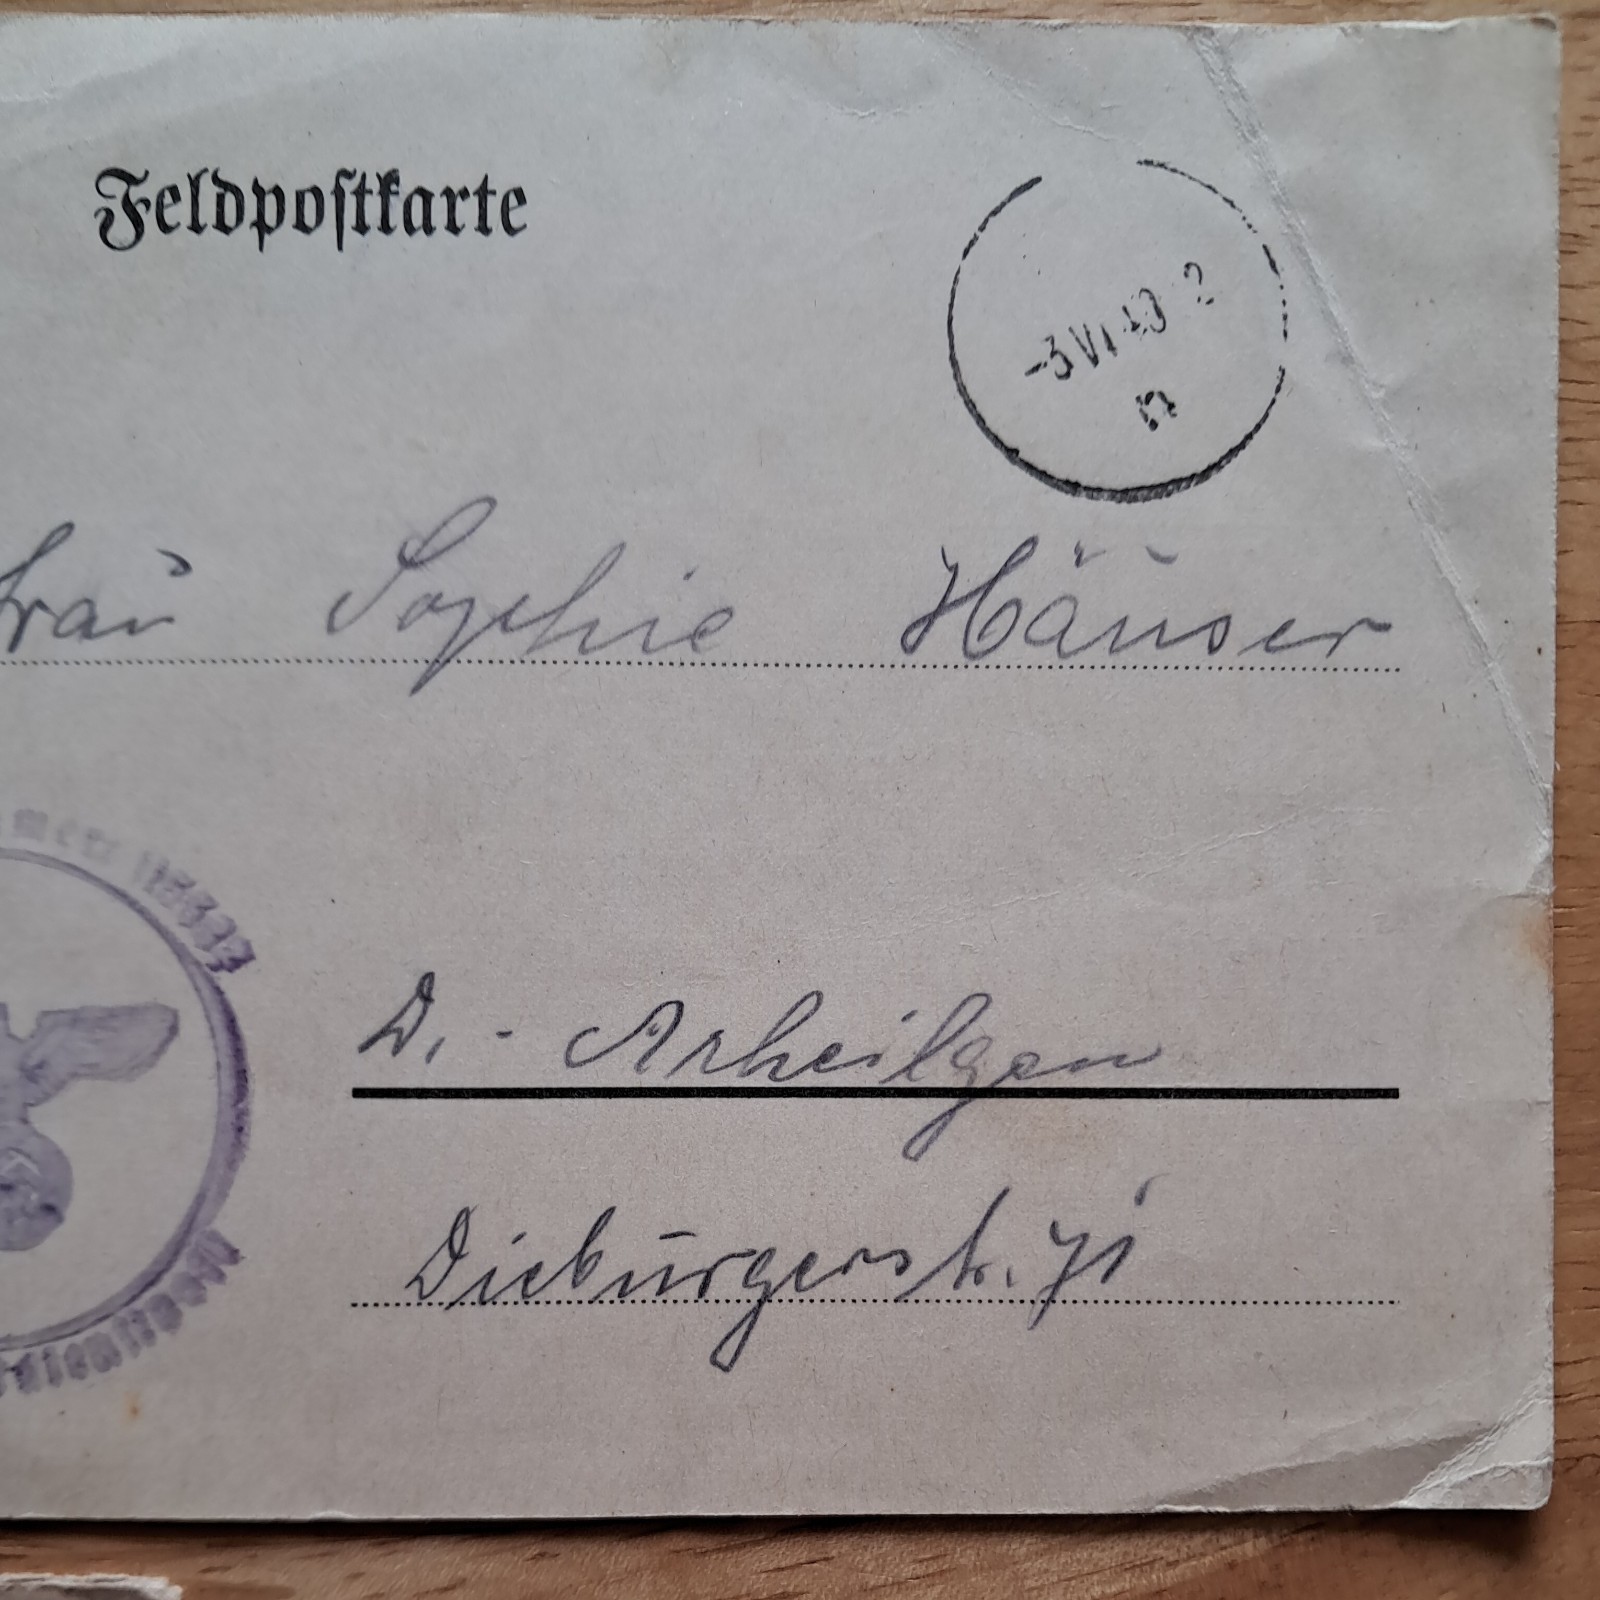 Feldpostkarte
-3 VI 40 2
n
Frau Sophie Häuser
D.- Arheilgen
Dieburgerstr. 71